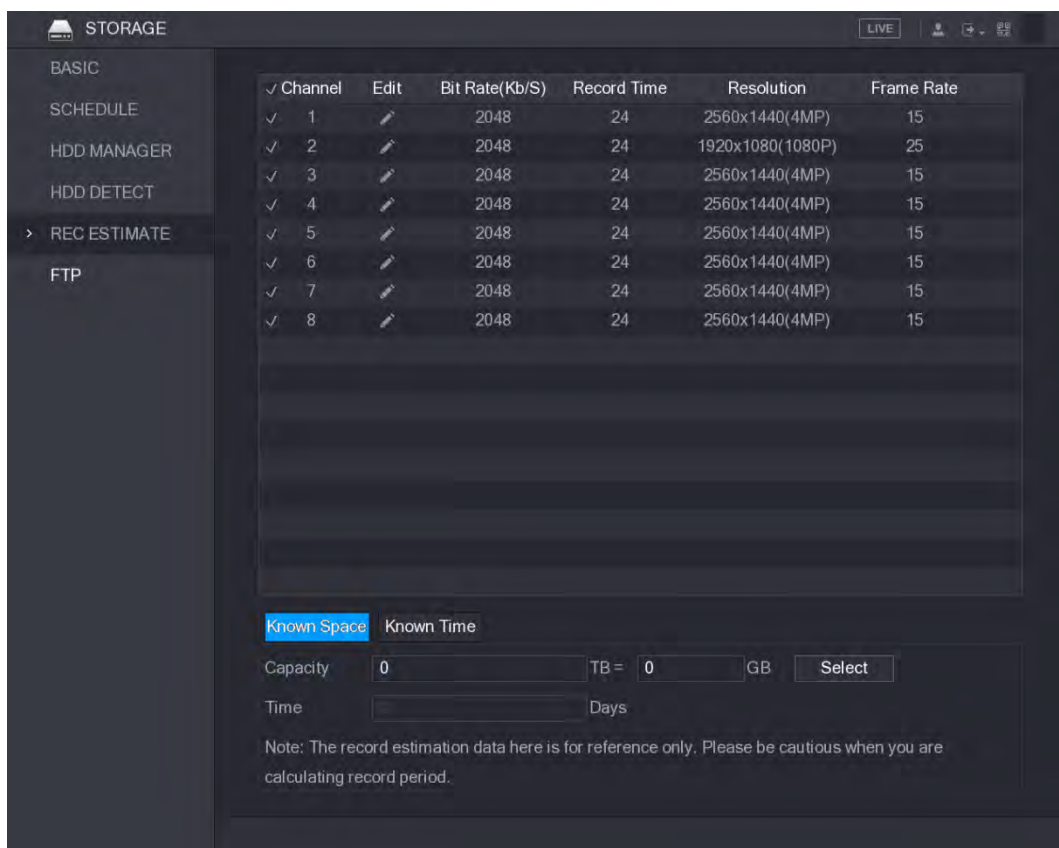 STORAGE
LIVE
BASIC
SCHEDULE
HDD MANAGER
HDD DETECT
REC ESTIMATE
FTP
Channel Edit Bit Rate(Kb/S) Record Time Resolution Frame Rate
1 2048 24 2560x1440(4MP) 15
2 2048 24 1920x1080(1080P) 25
3 2048 24 2560x1440(4MP) 15
4 2048 24 2560x1440(4MP) 15
5 2048 24 2560x1440(4MP) 15
6 2048 24 2560x1440(4MP) 15
7 2048 24 2560x1440(4MP) 15
8 2048 24 2560x1440(4MP) 15
Known Space Known Time
Capacity 0 TB = 0 GB Select
Time Days
Note: The record estimation data here is for reference only. Please be cautious when you are
calculating record period.